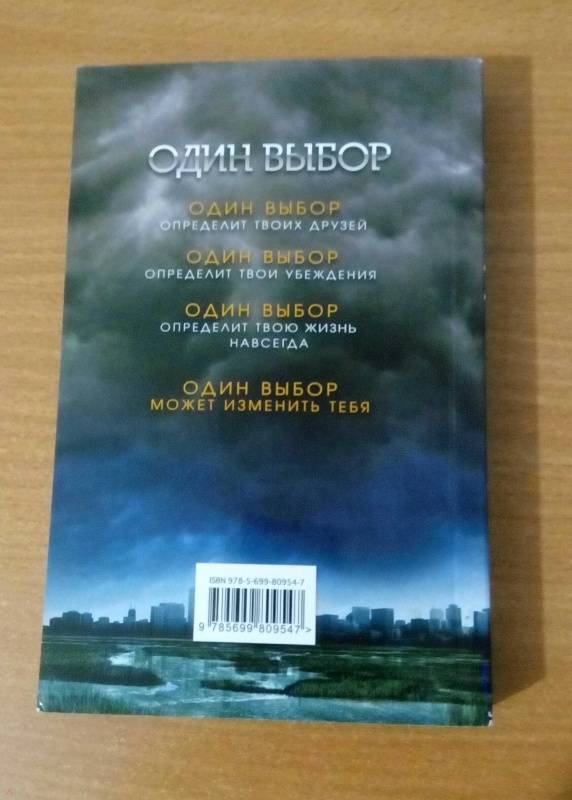 ОДИН ВЫБОР
ОДИН ВЫБОР
ОПРЕДЕЛИТ ТВОИХ ДРУЗЕЙ
ОДИН ВЫБОР
ОПРЕДЕЛИТ ТВОИ УБЕЖДЕНИЯ
ОДИН ВЫБОР
ОПРЕДЕЛИТ ТВОЮ ЖИЗНЬ
НАВСЕГДА
ОДИН ВЫБОР
МОЖЕТ ИЗМЕНИТЬ ТЕБЯ
ISBN 978-5-699-80954-7
9 785699 809547>